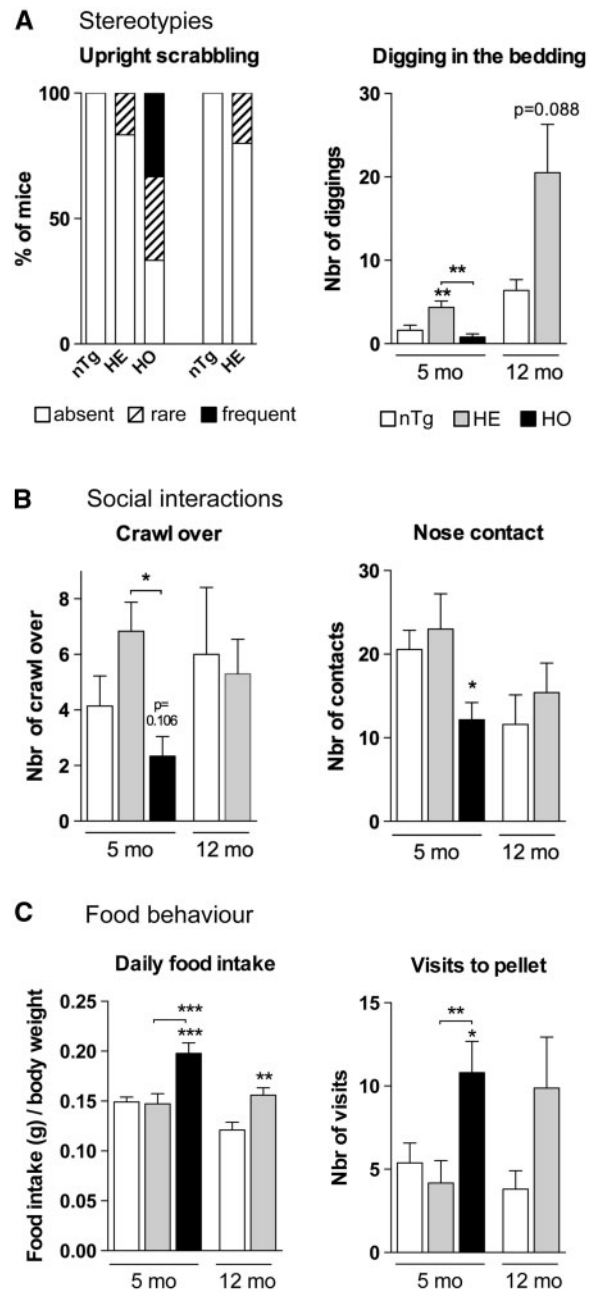 A Stereotypies
Upright scrabbling
% of mice
100
50
0
nTg
HE
HO
nTg
HE
absent rare frequent
Digging in the bedding
Nbr of diggings
30
20
10
0
**
**
p=0.088
5 mo
12 mo
nTg HE HO
B Social interactions
Crawl over
Nbr of crawl over
8
6
4
2
0
*
p=
0.106
5 mo
12 mo
Nose contact
Nbr of contacts
30
20
10
0
*
5 mo
12 mo
C Food behaviour
Daily food intake
Food intake (g) / body weight
0.25
0.20
0.15
0.10
0.05
0.00
***
***
**
5 mo
12 mo
Visits to pellet
Nbr of visits
15
10
5
0
**
*
5 mo
12 mo